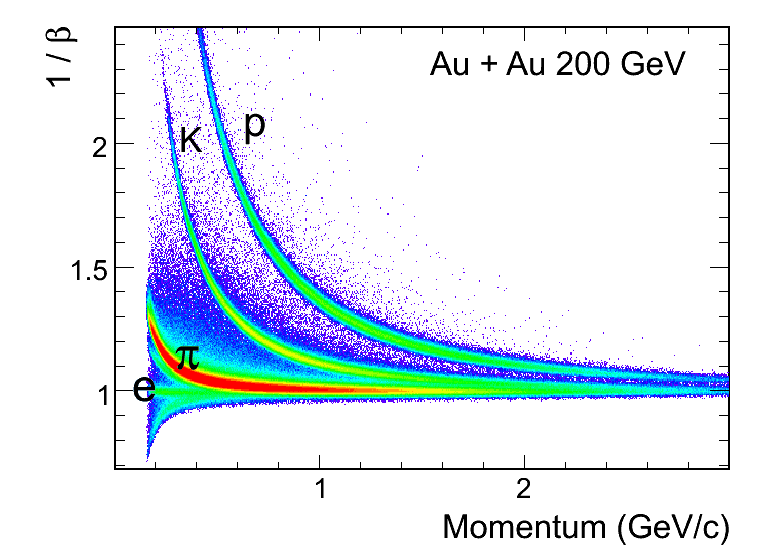 1 / β
Au + Au 200 GeV
p
K
2
1.5
π
e
1
1
2
Momentum (GeV/c)